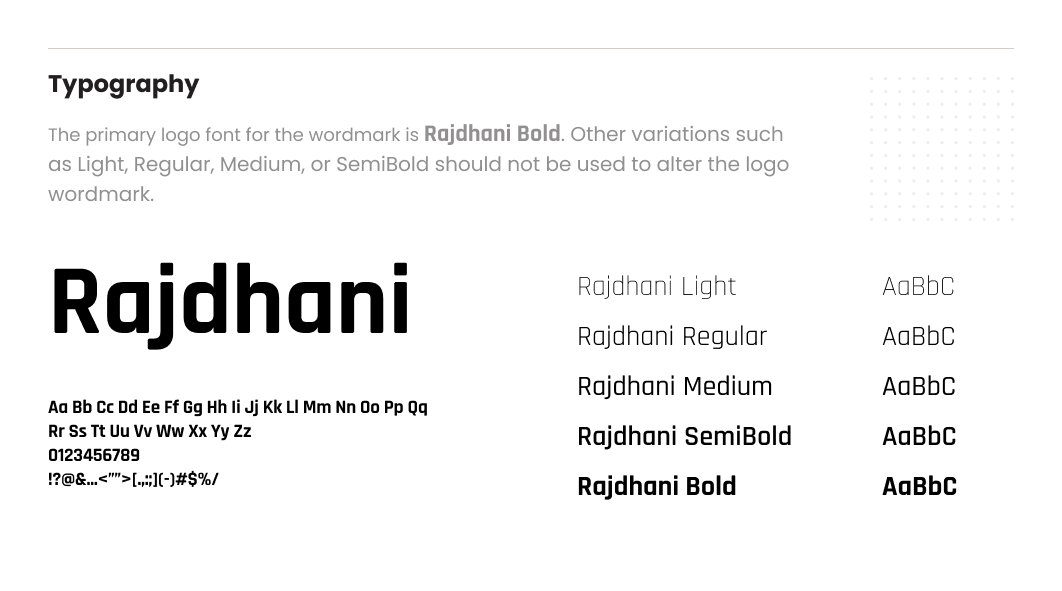 Typography
The primary logo font for the wordmark is Rajdhani Bold. Other variations such
as Light, Regular, Medium, or SemiBold should not be used to alter the logo
wordmark.
Rajdhani
Aa Bb Cc Dd Ee Ff Gg Hh Ii Jj Kk Ll Mm Nn Oo Pp Qq
Rr Ss Tt Uu Vv Ww Xx Yy Zz
0123456789
!?@&...<"">[.,:;](-)#$%/
Rajdhani Light AaBbC
Rajdhani Regular AaBbC
Rajdhani Medium AaBbC
Rajdhani SemiBold AaBbC
Rajdhani Bold AaBbC